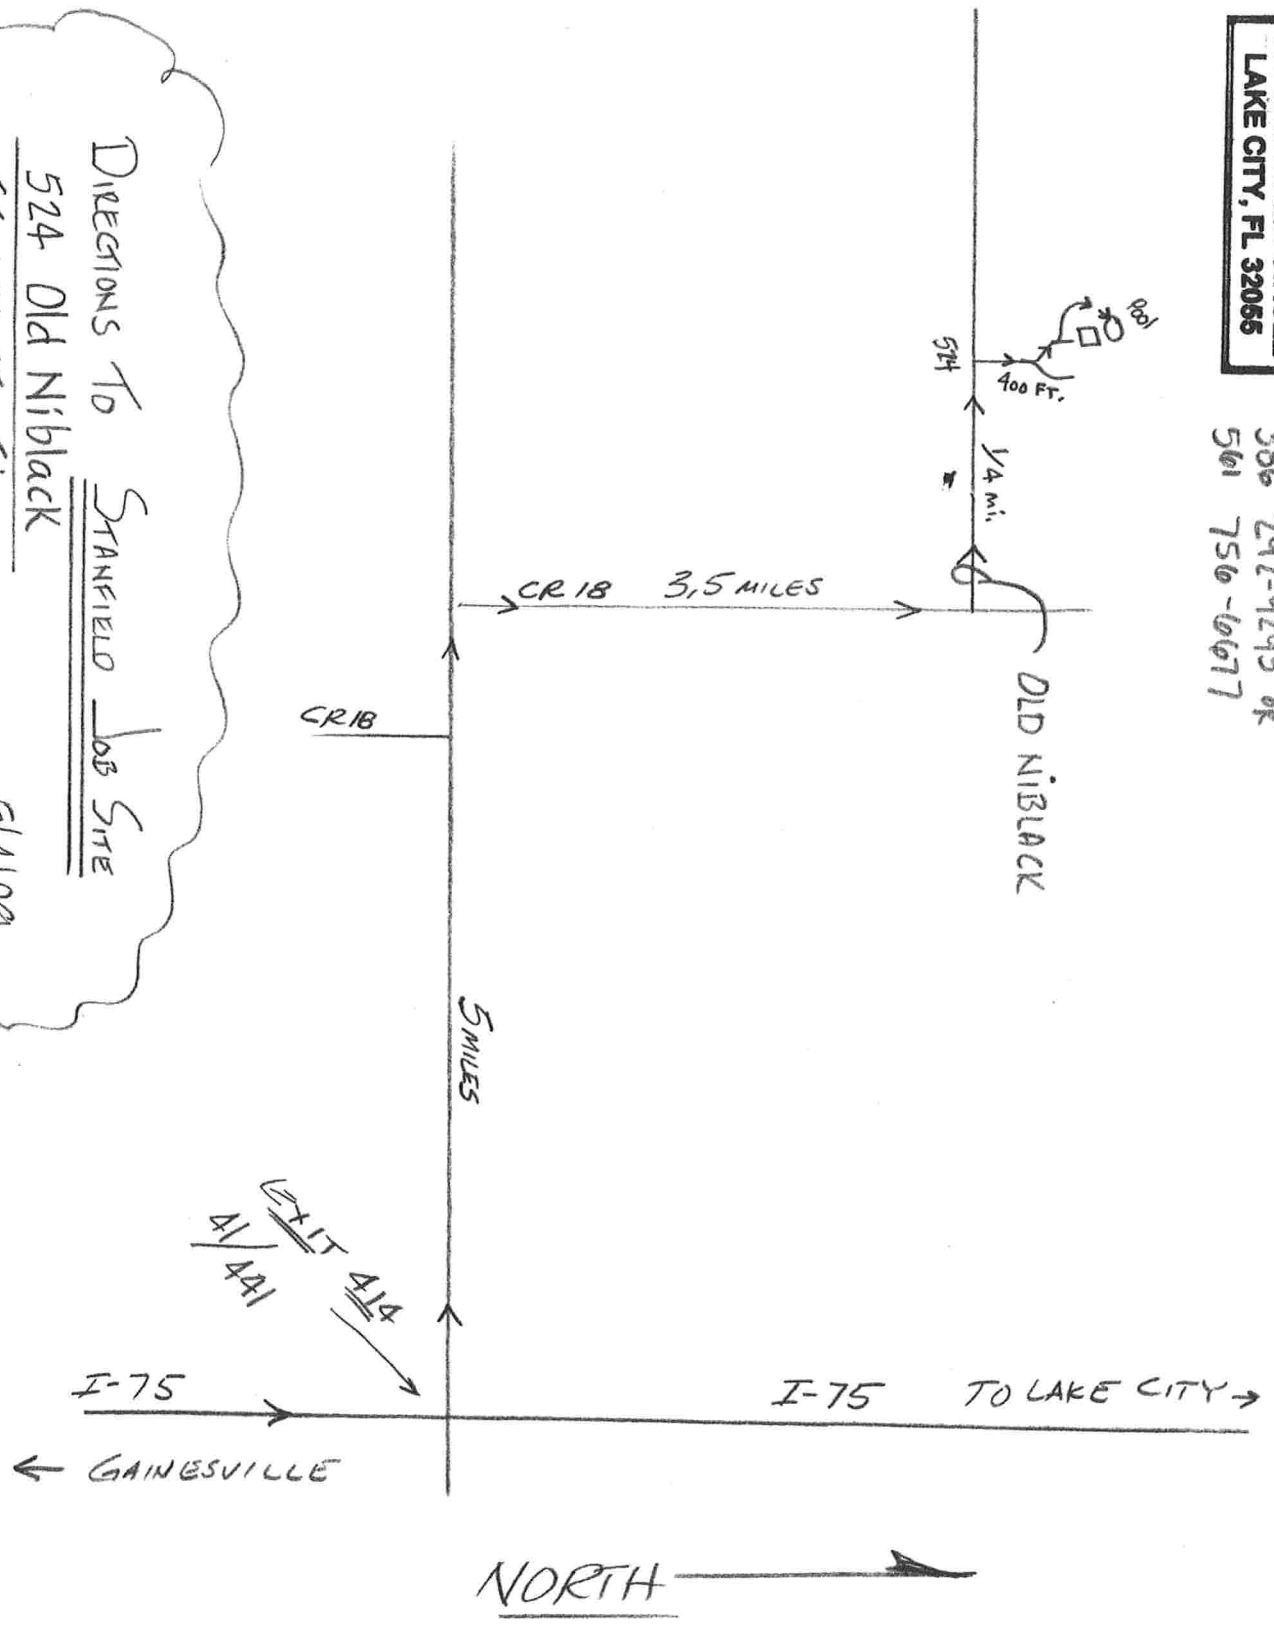 LAKE CITY, FL 32055
561 756-6677
Pool
524
400 FT.
1/4 mi.
OLD NIBLACK
CR 18 3.5 MILES
CR 18
5 MILES
EXIT 414
41/441
I-75
I-75 TO LAKE CITY →
← GAINESVILLE
NORTH
DIRECTIONS TO STANFIELD JOB SITE
524 Old Niblack